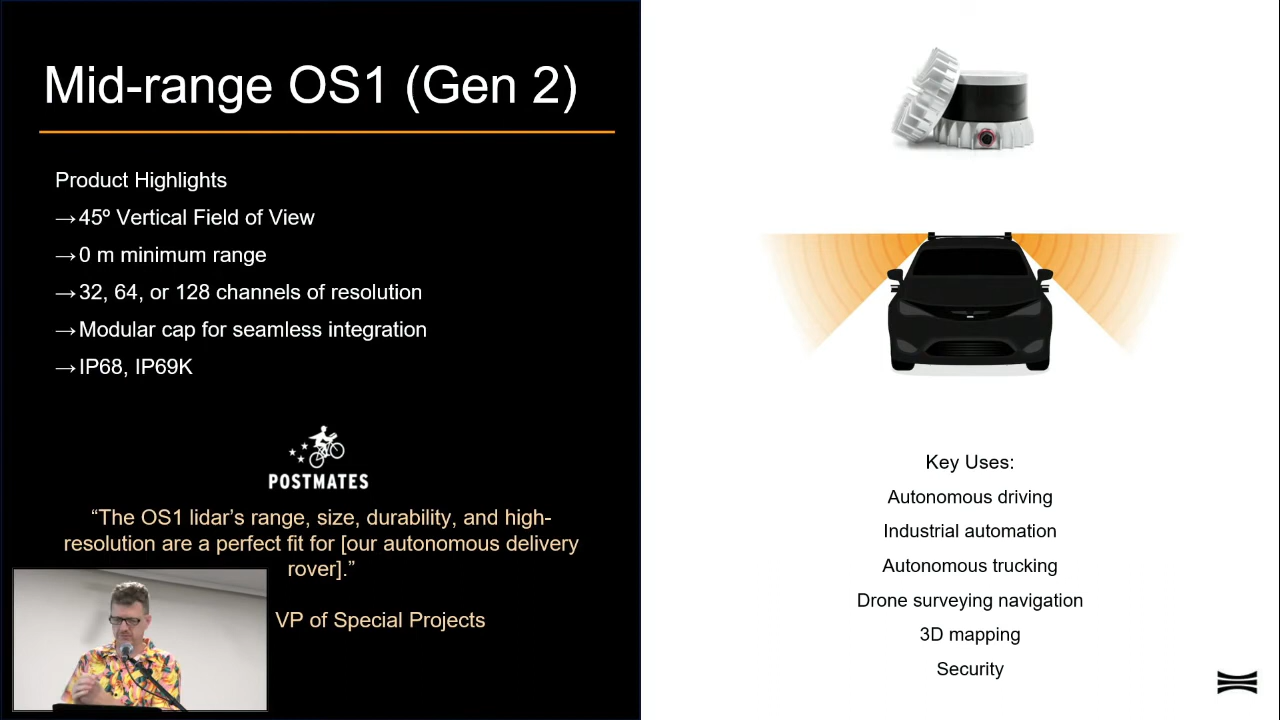 Mid-range OS1 (Gen 2)
Product Highlights
→45º Vertical Field of View
→0 m minimum range
→32, 64, or 128 channels of resolution
→Modular cap for seamless integration
→IP68, IP69K
POSTMATES
“The OS1 lidar’s range, size, durability, and high-
resolution are a perfect fit for [our autonomous delivery
rover].”
VP of Special Projects
Key Uses:
Autonomous driving
Industrial automation
Autonomous trucking
Drone surveying navigation
3D mapping
Security